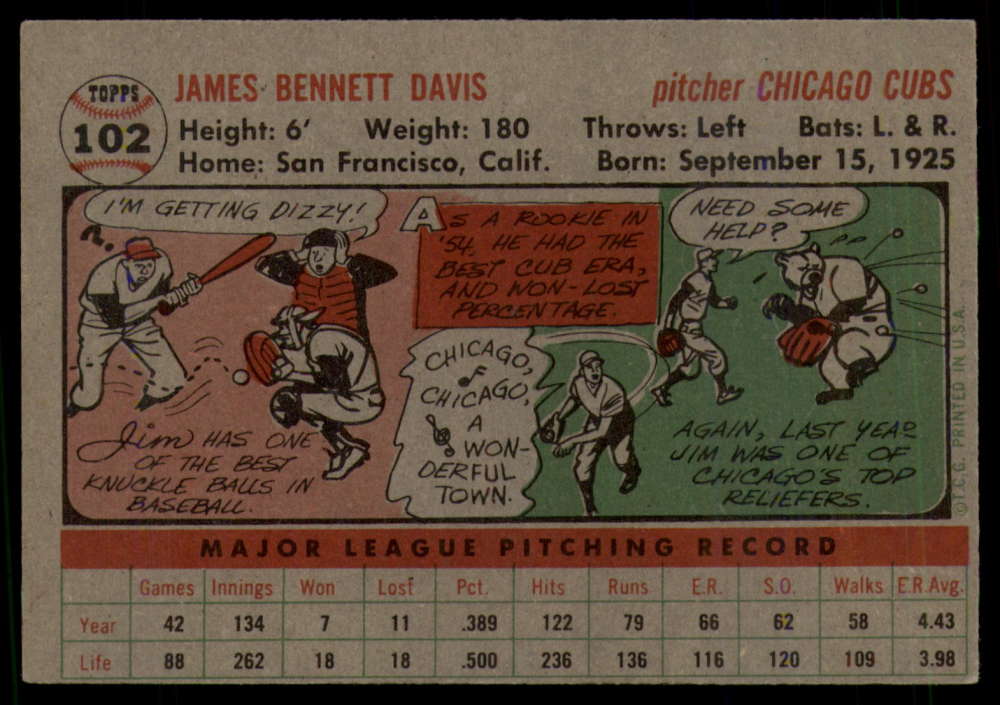 TOPPS
102
JAMES BENNETT DAVIS
pitcher CHICAGO CUBS
Height: 6' Weight: 180 Throws: Left Bats: L. & R.
Home: San Francisco, Calif. Born: September 15, 1925
I'M GETTING DIZZY!
Jim HAS ONE
OF THE BEST
KNUCKLE BALLS IN
BASEBALL.
AS A ROOKIE IN
'54, HE HAD THE
BEST CUB ERA,
AND WON-LOST
PERCENTAGE.
CHICAGO,
CHICAGO,
A
WON-
DERFUL
TOWN.
NEED SOME
HELP?
AGAIN, LAST YEAR
JIM WAS ONE OF
CHICAGO'S TOP
RELIEFERS.
© T.C.G. PRINTED IN U.S.A.
MAJOR LEAGUE PITCHING RECORD
Games Innings Won Lost Pct. Hits Runs E.R. S.O. Walks E.R.Avg.
Year 42 134 7 11 .389 122 79 66 62 58 4.43
Life 88 262 18 18 .500 236 136 116 120 109 3.98